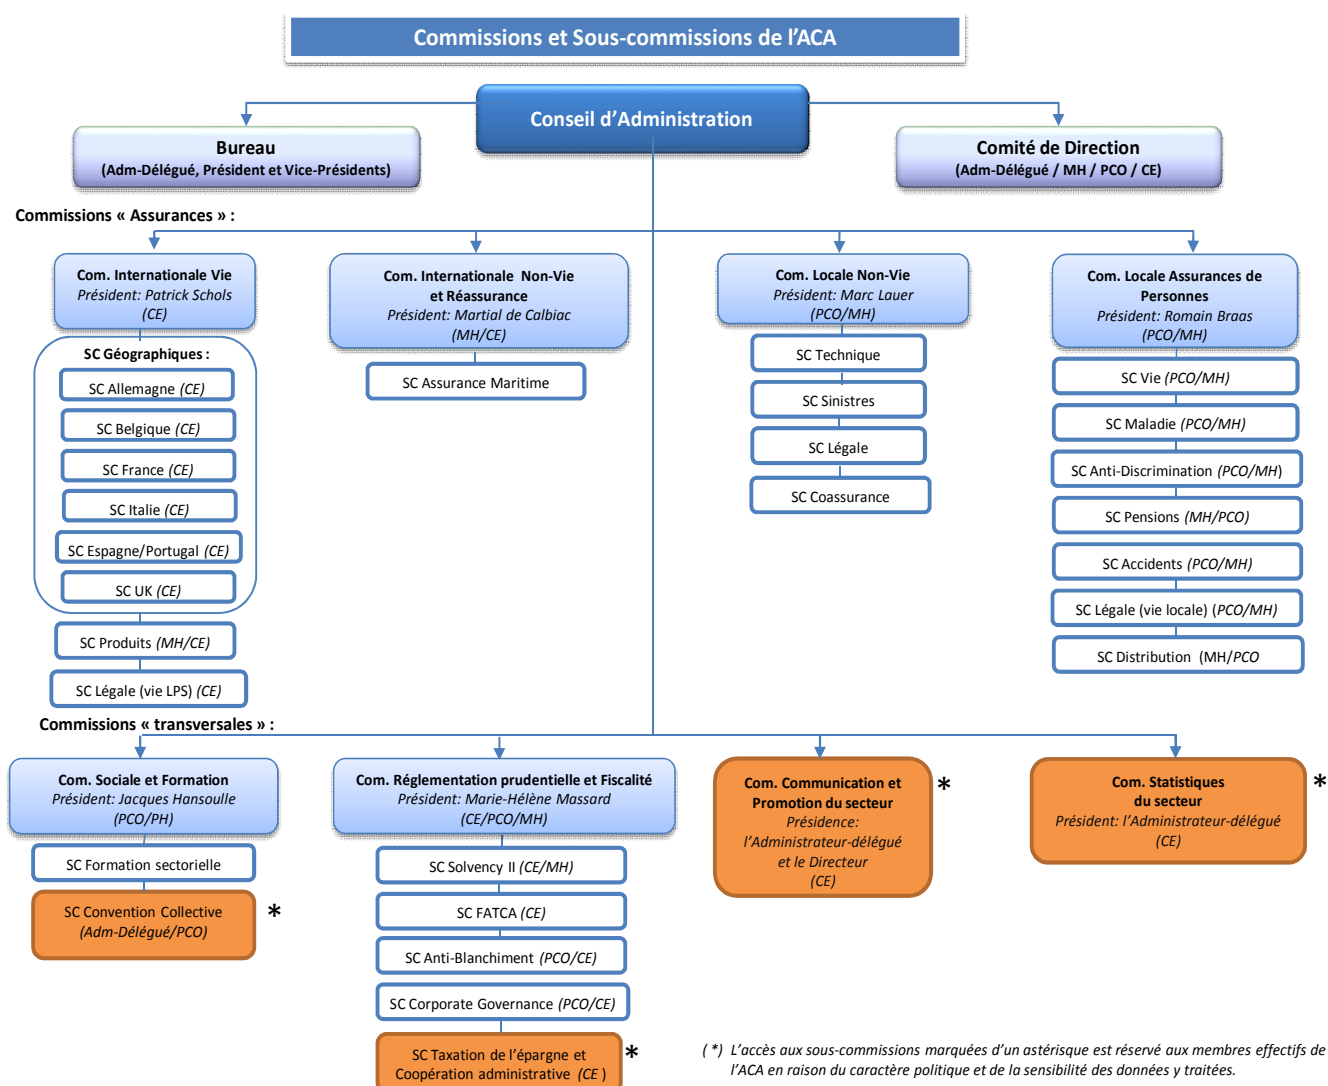 Commissions et Sous-commissions de l'ACA
Conseil d'Administration
Bureau
(Adm-Délégué, Président et Vice-Présidents)
Comité de Direction
(Adm-Délégué / MH / PCO / CE)
Commissions « Assurances » :
Com. Internationale Vie
Président: Patrick Schols
(CE)
SC Géographiques :
SC Allemagne (CE)
SC Belgique (CE)
SC France (CE)
SC Italie (CE)
SC Espagne/Portugal (CE)
SC UK (CE)
SC Produits (MH/CE)
SC Légale (vie LPS) (CE)
Com. Internationale Non-Vie
et Réassurance
Président: Martial de Calbiac
(MH/CE)
SC Assurance Maritime
Com. Locale Non-Vie
Président: Marc Lauer
(PCO/MH)
SC Technique
SC Sinistres
SC Légale
SC Coassurance
Com. Locale Assurances de
Personnes
Président: Romain Braas
(PCO/MH)
SC Vie (PCO/MH)
SC Maladie (PCO/MH)
SC Anti-Discrimination (PCO/MH)
SC Pensions (MH/PCO)
SC Accidents (PCO/MH)
SC Légale (vie locale) (PCO/MH)
SC Distribution (MH/PCO
Commissions « transversales » :
Com. Sociale et Formation
Président: Jacques Hansoulle
(PCO/PH)
SC Formation sectorielle
SC Convention Collective
(Adm-Délégué/PCO)
*
Com. Réglementation prudentielle et Fiscalité
Président: Marie-Hélène Massard
(CE/PCO/MH)
SC Solvency II (CE/MH)
SC FATCA (CE)
SC Anti-Blanchiment (PCO/CE)
SC Corporate Governance (PCO/CE)
SC Taxation de l'épargne et
Coopération administrative (CE )
*
Com. Communication et
Promotion du secteur
Présidence:
l'Administrateur-délégué
et le Directeur
(CE)
*
Com. Statistiques
du secteur
Président: l'Administrateur-délégué
(CE)
*
( *) L'accès aux sous-commissions marquées d'un astérisque est réservé aux membres effectifs de
l'ACA en raison du caractère politique et de la sensibilité des données y traitées.